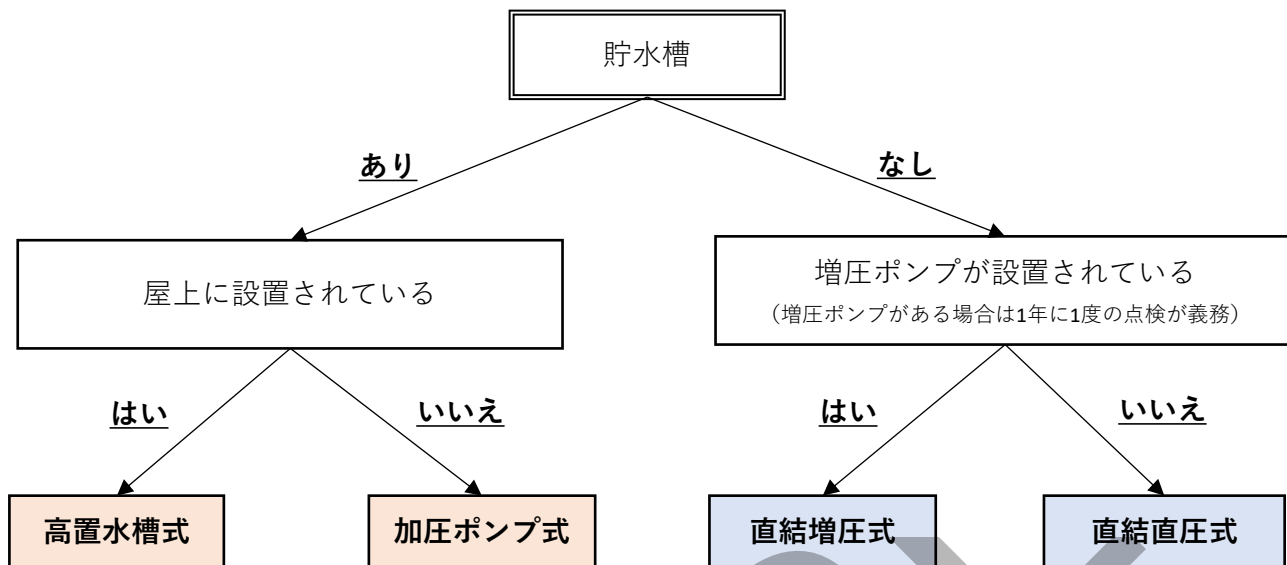 貯水槽
あり
なし
屋上に設置されている
増圧ポンプが設置されている
（増圧ポンプがある場合は1年に1度の点検が義務）
はい
いいえ
はい
いいえ
高置水槽式
加圧ポンプ式
直結増圧式
直結直圧式